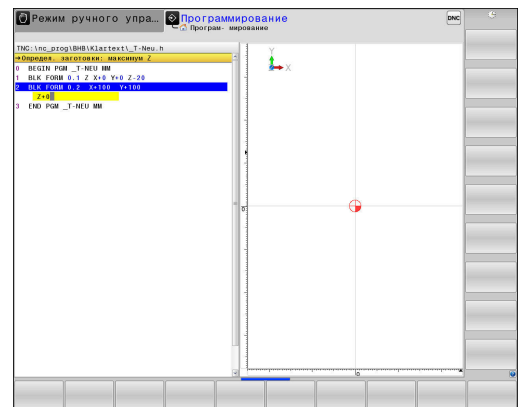 Режим ручного упра…
Программирование
Програм- мирование
DNC
TNC:\nc_prog\BHB\Klartext\_T-Neu.h
→Определ. заготовки: максимум Z
0 BEGIN PGM _T-NEU MM
1 BLK FORM 0.1 Z X+0 Y+0 Z-20
2 BLK FORM 0.2 X+100 Y+100
Z+0
3 END PGM _T-NEU MM
Y
X
0
0